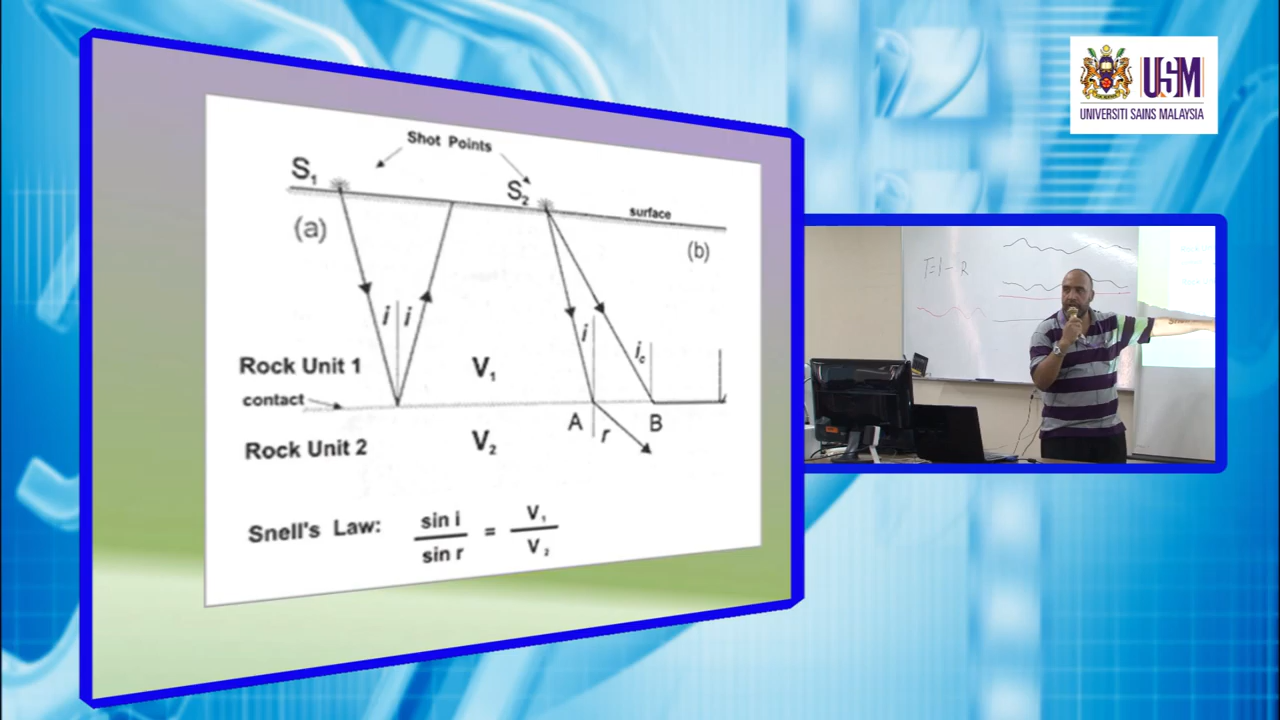 Shot Points
S₁
S₂
surface
(a)
(b)
i i
i
i꜀
Rock Unit 1
V₁
contact
A
r
B
Rock Unit 2
V₂
Snell's Law: sin i / sin r = V₁ / V₂
USM
UNIVERSITI SAINS MALAYSIA
T=1-R